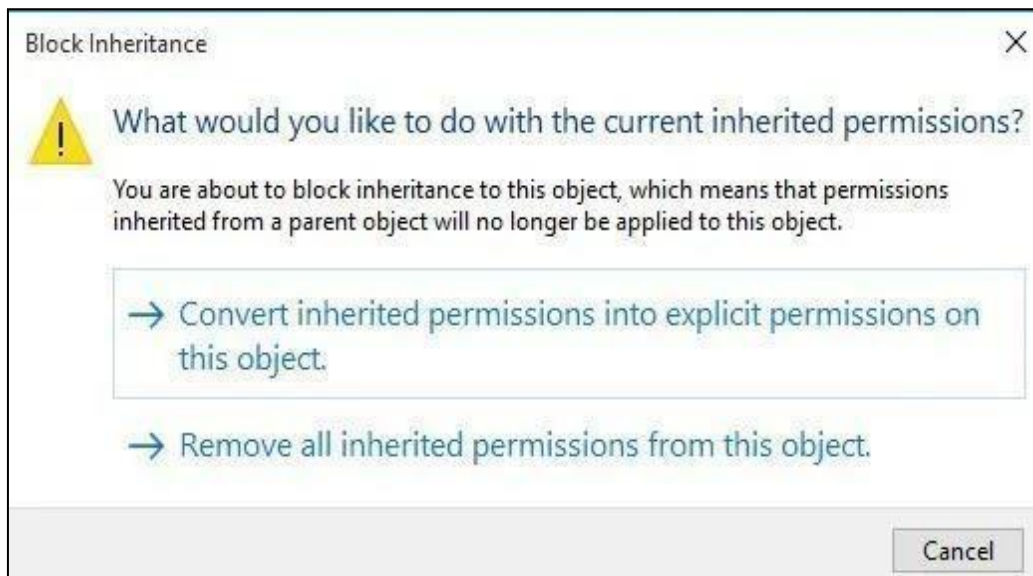 Block Inheritance
What would you like to do with the current inherited permissions?
You are about to block inheritance to this object, which means that permissions
inherited from a parent object will no longer be applied to this object.
Convert inherited permissions into explicit permissions on
this object.
Remove all inherited permissions from this object.
Cancel